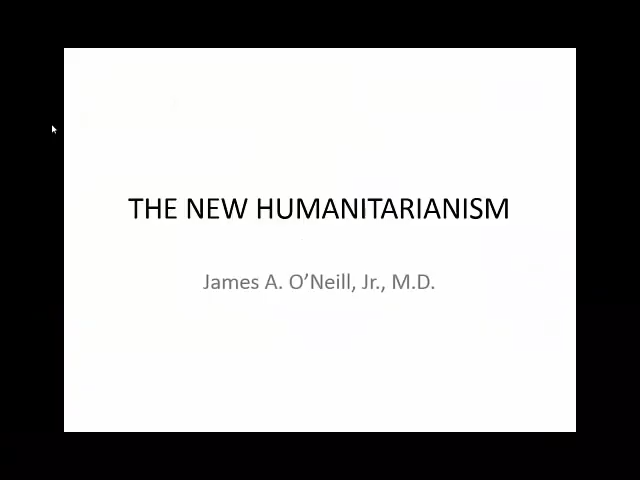 THE NEW HUMANITARIANISM
James A. O’Neill, Jr., M.D.